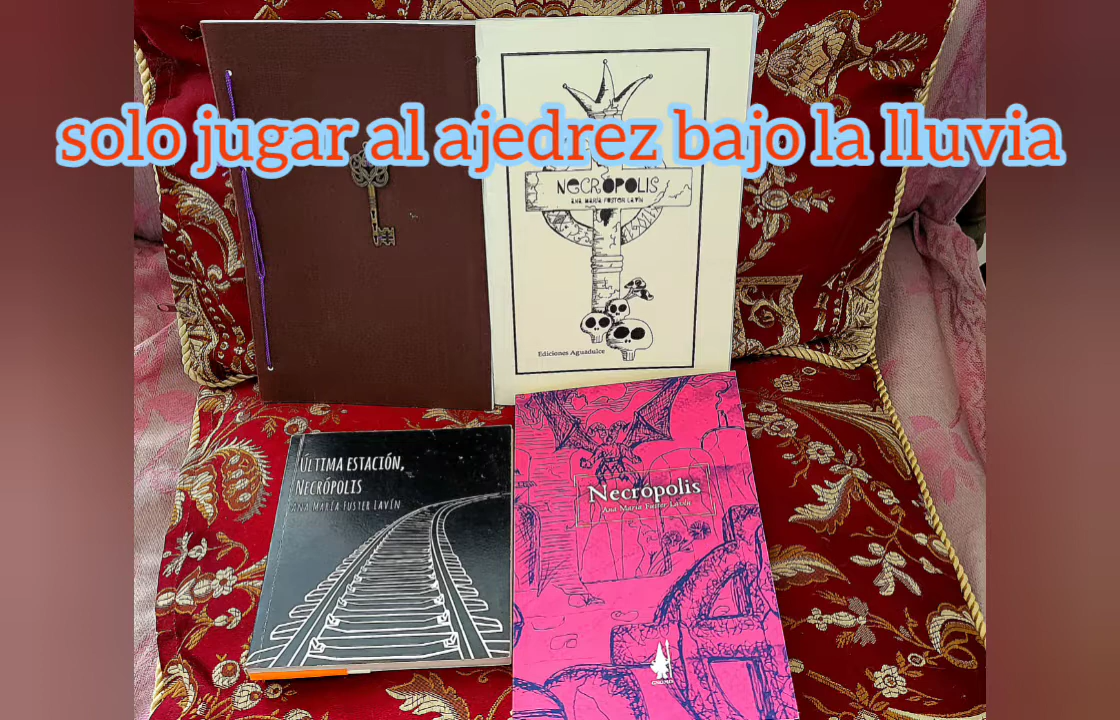 solo jugar al ajedrez bajo la lluvia
NECRÓPOLIS
ANA MARÍA FUSTER LAVÍN
Ediciones Aguadulce
ÚLTIMA ESTACIÓN,
NECRÓPOLIS
ANA MARÍA FUSTER LAVÍN
Necrópolis
Ana María Fuster Lavín